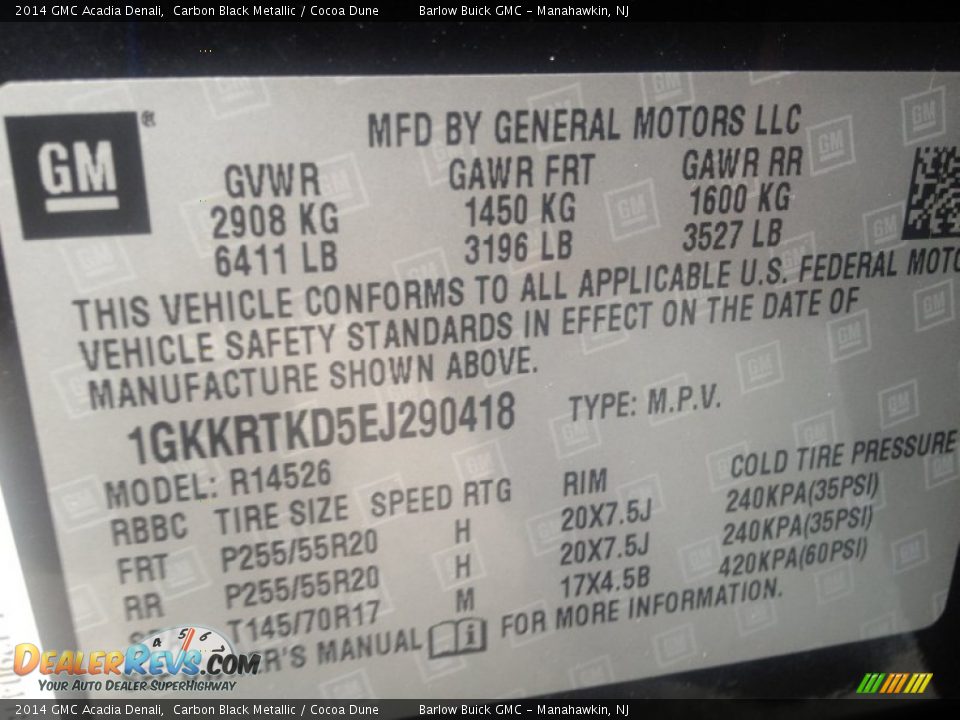 2014 GMC Acadia Denali, Carbon Black Metallic / Cocoa Dune Barlow Buick GMC - Manahawkin, NJ
GM®
MFD BY GENERAL MOTORS LLC
GVWR GAWR FRT GAWR RR
2908 KG 1450 KG 1600 KG
6411 LB 3196 LB 3527 LB
THIS VEHICLE CONFORMS TO ALL APPLICABLE U.S. FEDERAL MOTO
VEHICLE SAFETY STANDARDS IN EFFECT ON THE DATE OF
MANUFACTURE SHOWN ABOVE.
1GKKRTKD5EJ290418 TYPE: M.P.V.
MODEL: R14526
RBBC TIRE SIZE SPEED RTG RIM COLD TIRE PRESSURE
FRT P255/55R20 H 20X7.5J 240KPA(35PSI)
RR P255/55R20 H 20X7.5J 240KPA(35PSI)
T145/70R17 M 17X4.5B 420KPA(60PSI)
R'S MANUAL FOR MORE INFORMATION.
DealerRevs.com
Your Auto Dealer SuperHighway
2014 GMC Acadia Denali, Carbon Black Metallic / Cocoa Dune Barlow Buick GMC - Manahawkin, NJ